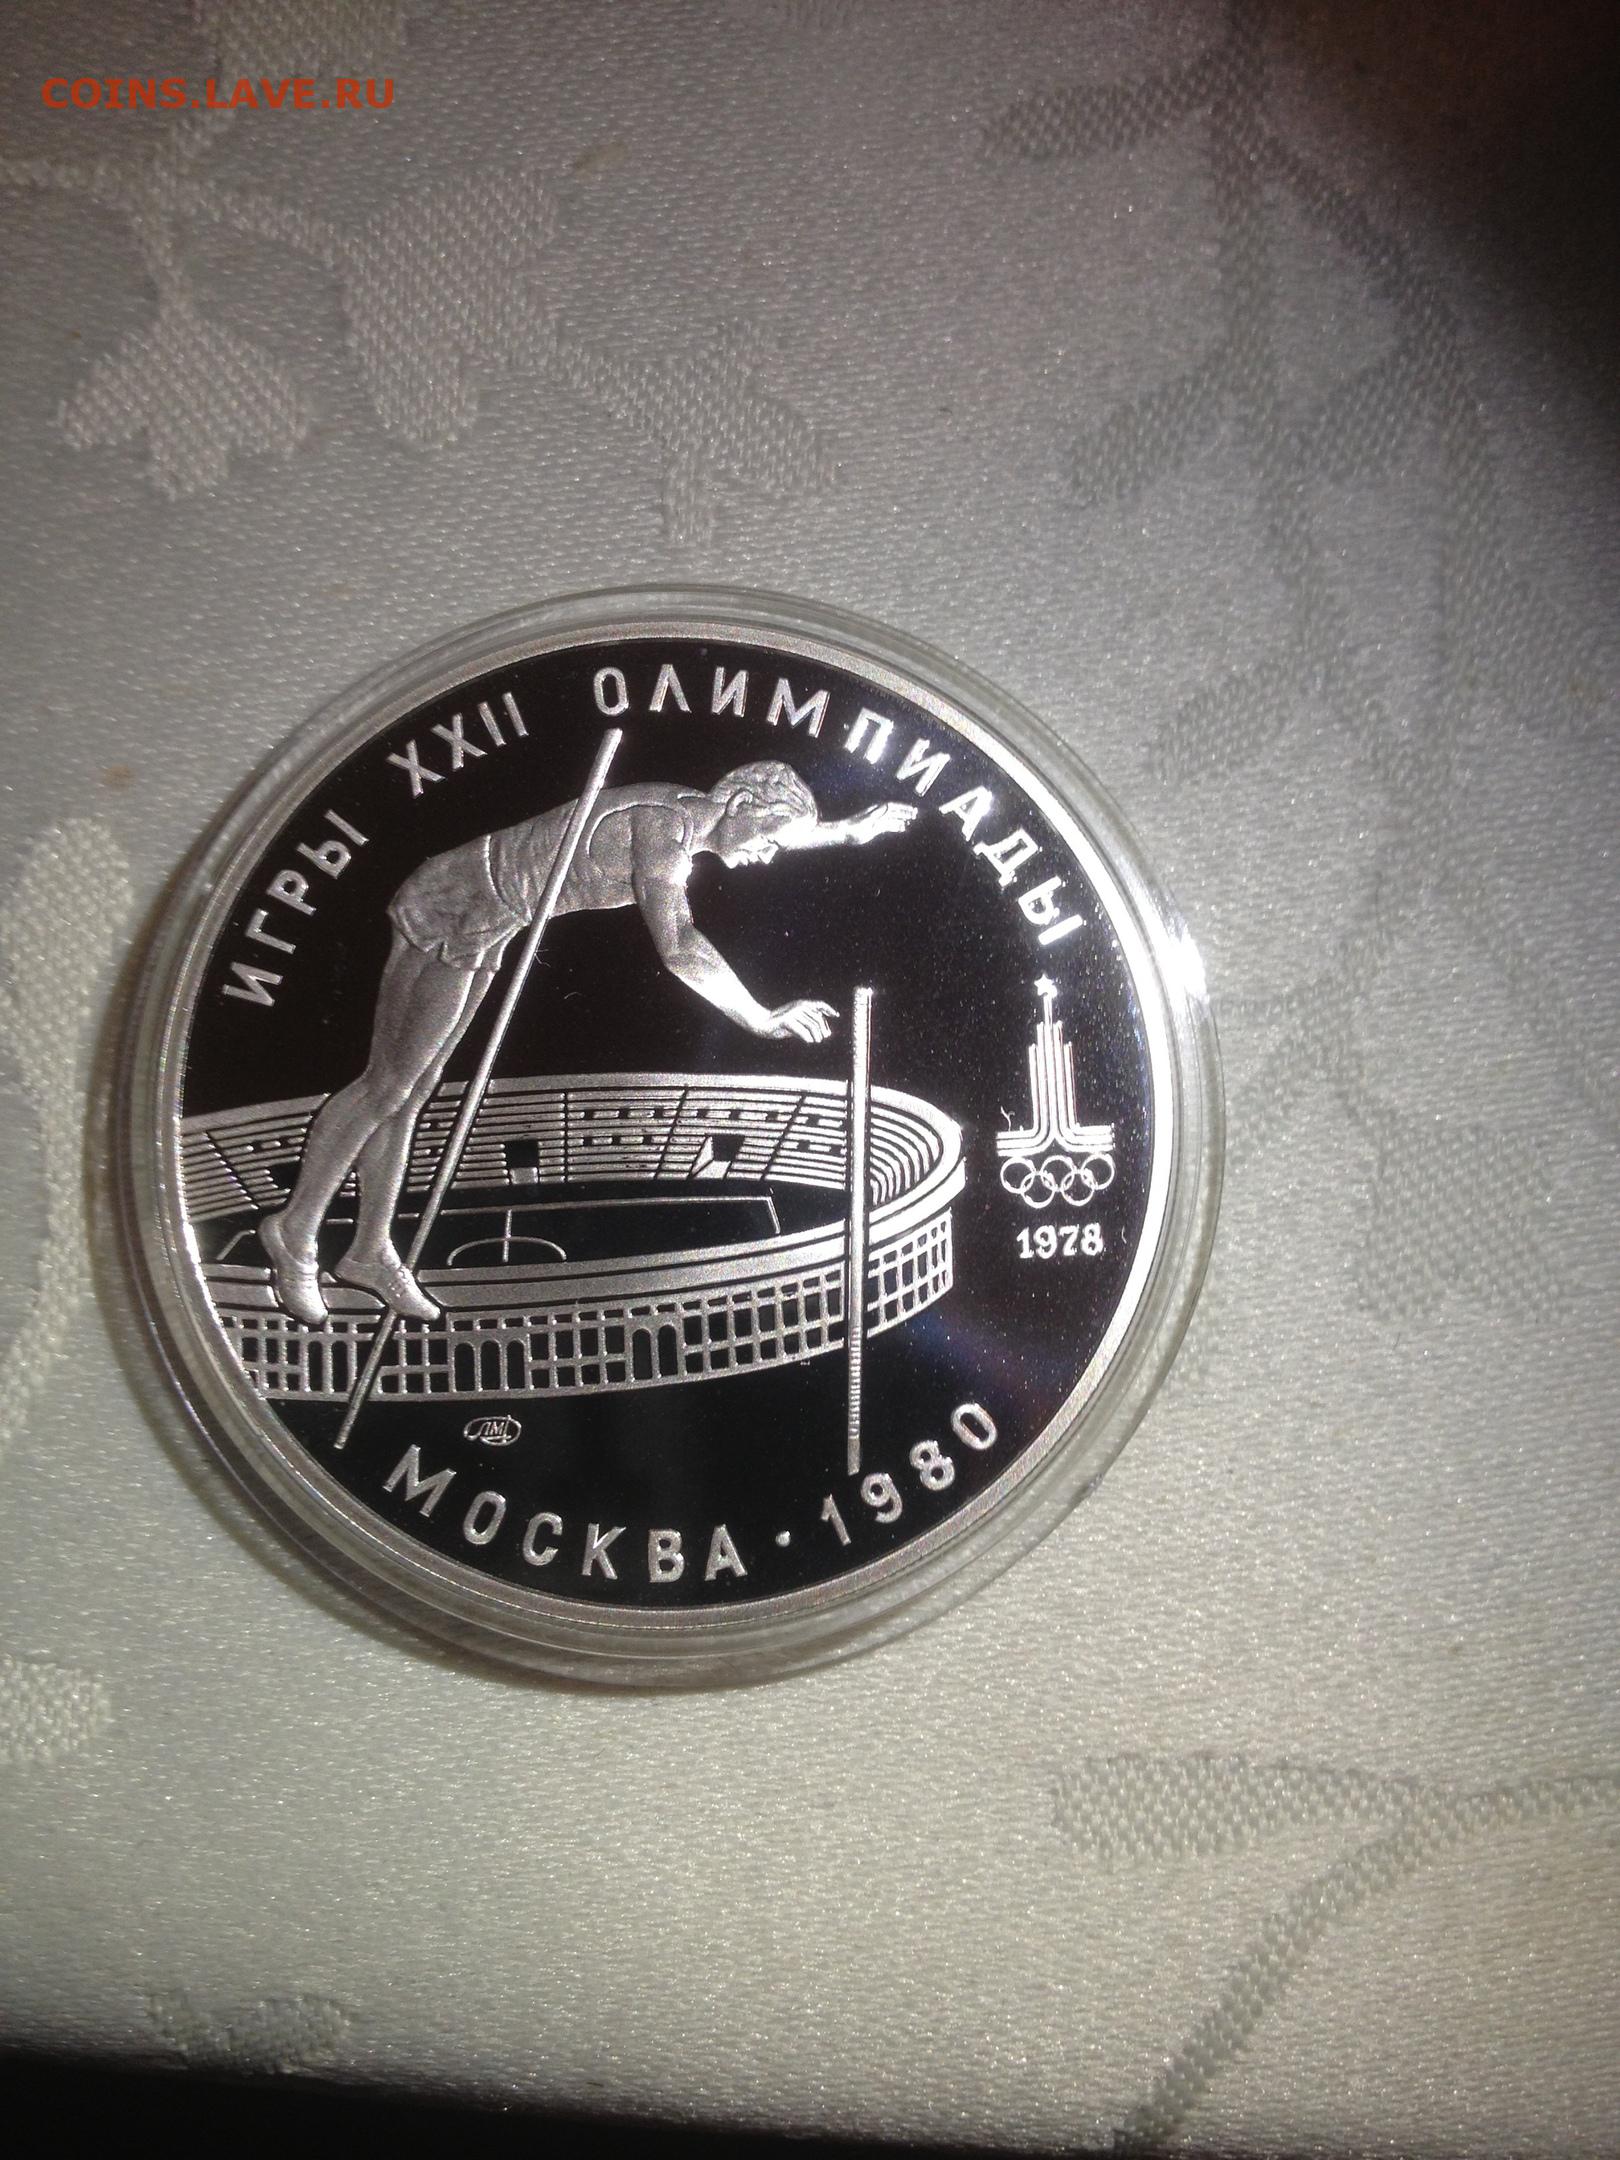 COINS.LAVE.RU
ИГРЫ XXII ОЛИМПИАДЫ
1978
ЛМД
МОСКВА · 1980